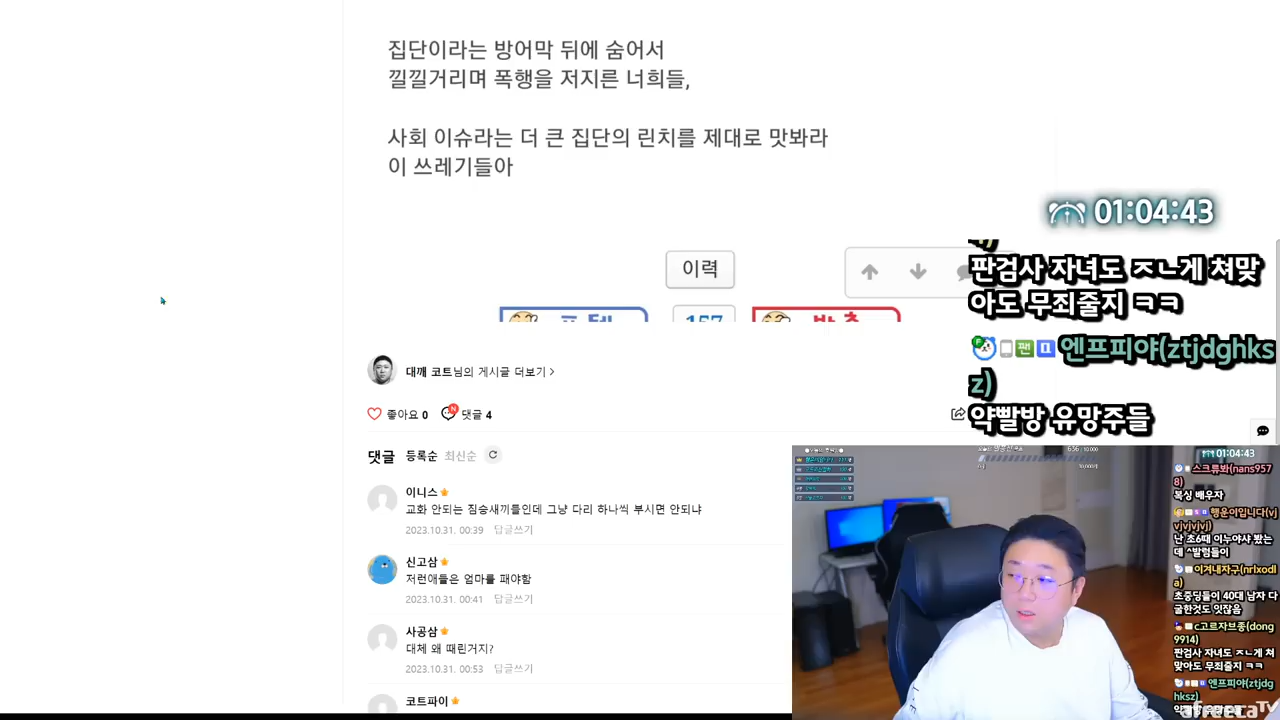 집단이라는 방어막 뒤에 숨어서
낄낄거리며 폭행을 저지른 너희들,
사회 이슈라는 더 큰 집단의 린치를 제대로 맛봐라
이 쓰레기들아
이력
157
대깨 코트님의 게시글 더보기 >
좋아요 0 댓글 4
댓글 등록순 최신순
이니스
교화 안되는 짐승새끼들인데 그냥 다리 하나씩 부시면 안되냐
2023.10.31. 00:39 답글쓰기
신고삼
저런애들은 엄마를 패야함
2023.10.31. 00:41 답글쓰기
사공삼
대체 왜 때린거지?
2023.10.31. 00:53 답글쓰기
코트파이
01:04:43
판검사 자녀도 ㅈㄴ게 쳐맞
아도 무죄줄지 ㅋㅋ
팬
엔프피야(ztjdghks
z)
약빨방 유망주들
01:04:43
스크류봐(nans957
8)
복싱 배우자
행운이입니다(vj
vjvjvjvj)
난 초6때 이누야샤 봤는
데 ^발럼들이
이겨내자구(nrlxodl
a)
초중딩들이 40대 남자 다
굴한것도 잇잖음
c고르자브종(dong
9914)
판검사 자녀도 ㅈㄴ게 쳐
맞아도 무죄줄지 ㅋㅋ
엔프피야(ztjdg
hksz)
afreecaTV